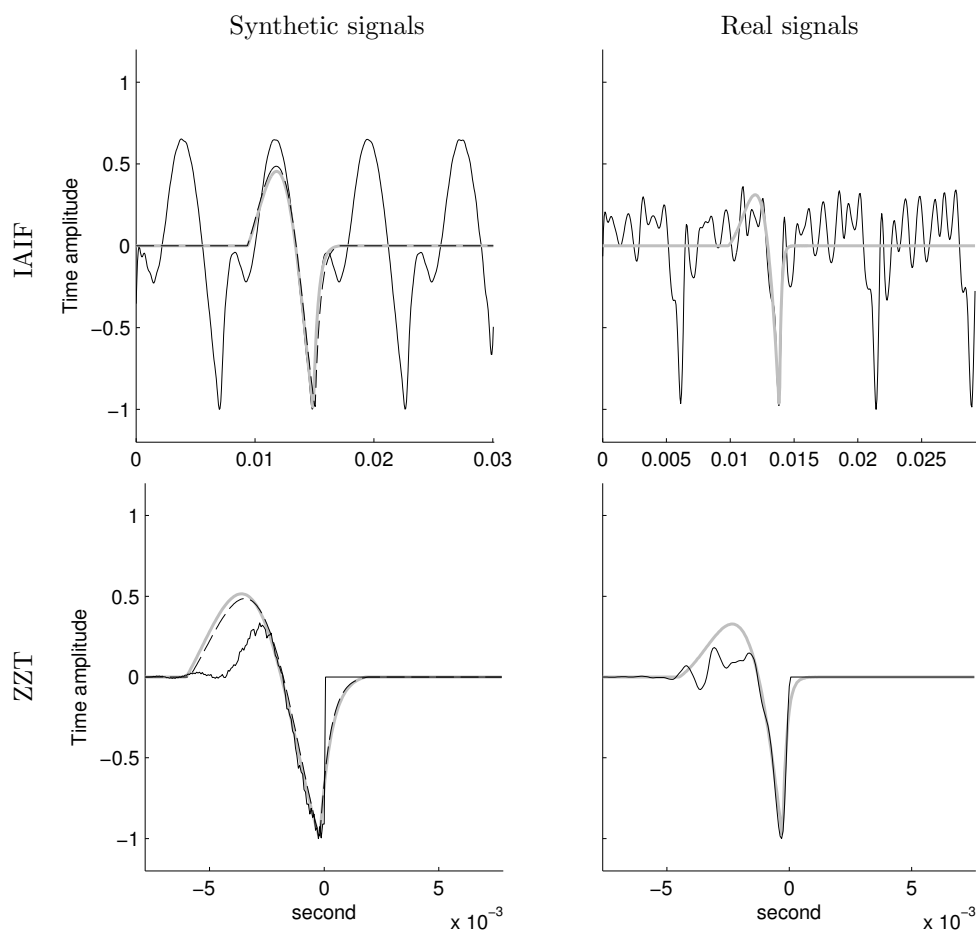 Synthetic signals
Real signals
IAIF
Time amplitude
1
0.5
0
−0.5
−1
0 0.01 0.02 0.03
0 0.005 0.01 0.015 0.02 0.025
ZZT
Time amplitude
1
0.5
0
−0.5
−1
−5 0 5
second
x 10⁻³
−5 0 5
second
x 10⁻³